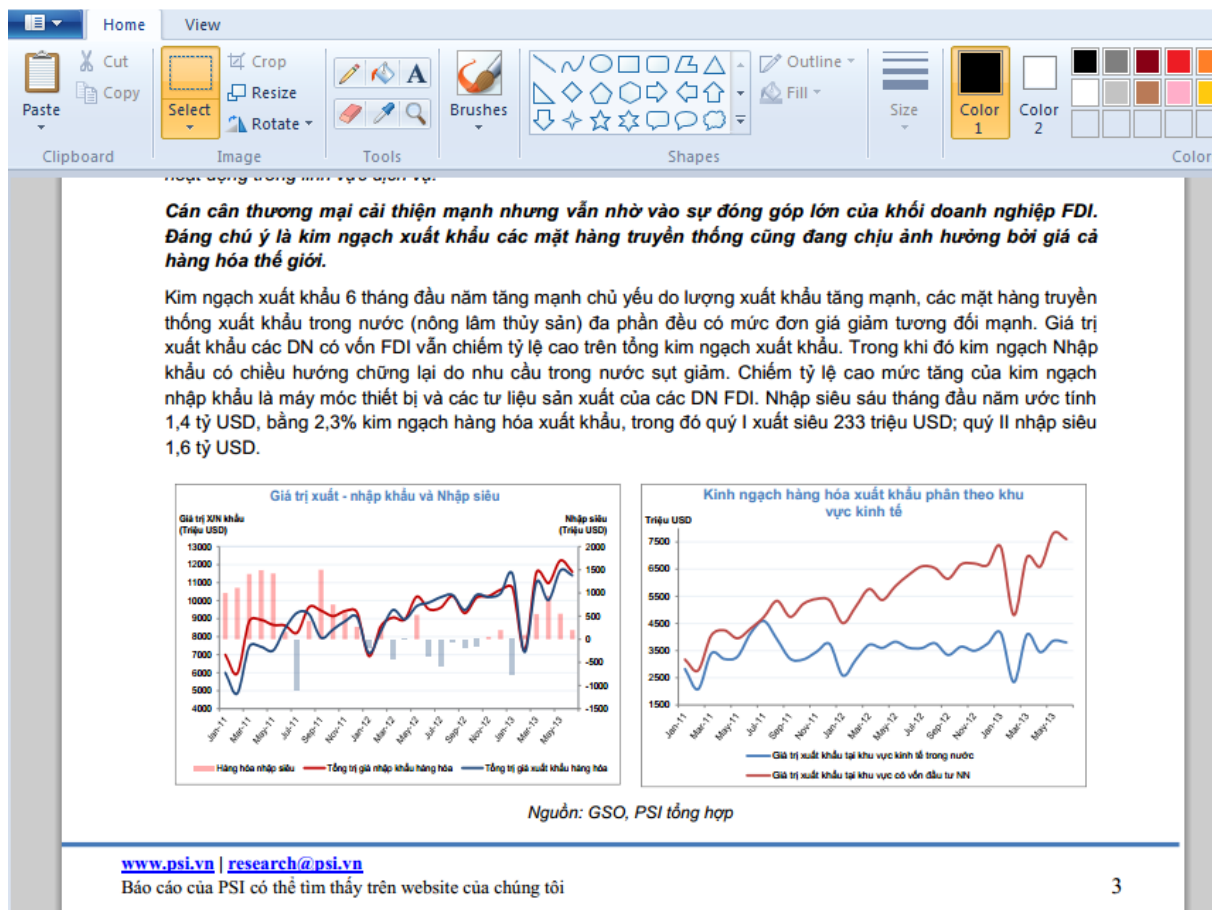 Home View
Cut
Copy
Paste
Clipboard
Select
Crop
Resize
Rotate
Image
A
Tools
Brushes
Outline
Fill
Shapes
Size
Color 1
Color 2
Color
hoạt động trong lĩnh vực dịch vụ.
Cán cân thương mại cải thiện mạnh nhưng vẫn nhờ vào sự đóng góp lớn của khối doanh nghiệp FDI.
Đáng chú ý là kim ngạch xuất khẩu các mặt hàng truyền thống cũng đang chịu ảnh hưởng bởi giá cả
hàng hóa thế giới.
Kim ngạch xuất khẩu 6 tháng đầu năm tăng mạnh chủ yếu do lượng xuất khẩu tăng mạnh, các mặt hàng truyền
thống xuất khẩu trong nước (nông lâm thủy sản) đa phần đều có mức đơn giá giảm tương đối mạnh. Giá trị
xuất khẩu các DN có vốn FDI vẫn chiếm tỷ lệ cao trên tổng kim ngạch xuất khẩu. Trong khi đó kim ngạch Nhập
khẩu có chiều hướng chững lại do nhu cầu trong nước sụt giảm. Chiếm tỷ lệ cao mức tăng của kim ngạch
nhập khẩu là máy móc thiết bị và các tư liệu sản xuất của các DN FDI. Nhập siêu sáu tháng đầu năm ước tính
1,4 tỷ USD, bằng 2,3% kim ngạch hàng hóa xuất khẩu, trong đó quý I xuất siêu 233 triệu USD; quý II nhập siêu
1,6 tỷ USD.
Giá trị xuất - nhập khẩu và Nhập siêu
Giá trị X/N khẩu
(Triệu USD)
Nhập siêu
(Triệu USD)
13000
12000
11000
10000
9000
8000
7000
6000
5000
4000
2000
1500
1000
500
0
-500
-1000
-1500
Jan-11 Mar-11 May-11 Jul-11 Sep-11 Nov-11 Jan-12 Mar-12 May-12 Jul-12 Sep-12 Nov-12 Jan-13 Mar-13 May-13
Hàng hóa nhập siêu Tổng trị giá nhập khẩu hàng hóa Tổng trị giá xuất khẩu hàng hóa
Kinh ngạch hàng hóa xuất khẩu phân theo khu
vực kinh tế
Triệu USD
7500
6500
5500
4500
3500
2500
1500
Jan-11 Mar-11 May-11 Jul-11 Sep-11 Nov-11 Jan-12 Mar-12 May-12 Jul-12 Sep-12 Nov-12 Jan-13 Mar-13 May-13
Giá trị xuất khẩu tại khu vực kinh tế trong nước
Giá trị xuất khẩu tại khu vực có vốn đầu tư NN
Nguồn: GSO, PSI tổng hợp
www.psi.vn | research@psi.vn
Báo cáo của PSI có thể tìm thấy trên website của chúng tôi
3